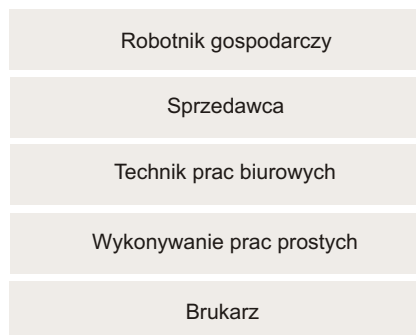 Robotnik gospodarczy
Sprzedawca
Technik prac biurowych
Wykonywanie prac prostych
Brukarz